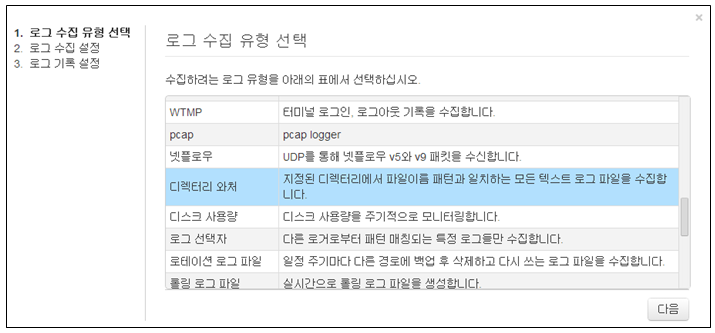 ×
1. 로그 수집 유형 선택
2. 로그 수집 설정
3. 로그 기록 설정
로그 수집 유형 선택
수집하려는 로그 유형을 아래의 표에서 선택하십시오.
WTMP 터미널 로그인, 로그아웃 기록을 수집합니다.
pcap pcap logger
넷플로우 UDP를 통해 넷플로우 v5와 v9 패킷을 수신합니다.
디렉터리 와처 지정된 디렉터리에서 파일이름 패턴과 일치하는 모든 텍스트 로그 파일을 수집합
니다.
디스크 사용량 디스크 사용량을 주기적으로 모니터링합니다.
로그 선택자 다른 로거로부터 패턴 매칭되는 특정 로그들만 수집합니다.
로테이션 로그 파일 일정 주기마다 다른 경로에 백업 후 삭제하고 다시 쓰는 로그 파일을 수집합니다.
롤링 로그 파일 실시간으로 롤링 로그 파일을 생성합니다.
다음